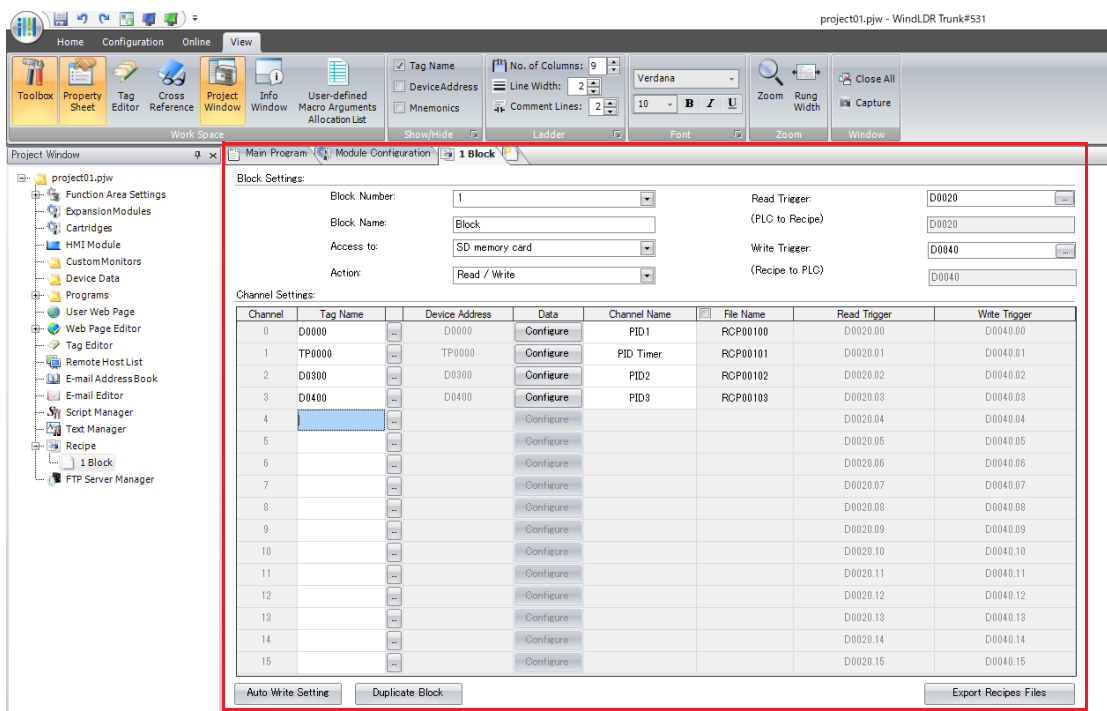 project01.pjw - WindLDR Trunk#531
Home Configuration Online View
Toolbox
Property Sheet
Tag Editor
Cross Reference
Project Window
Info Window
User-defined Macro Arguments Allocation List
Work Space
Tag Name
DeviceAddress
Mnemonics
Show/Hide
No. of Columns: 9
Line Width: 2
Comment Lines: 2
Ladder
Verdana
10 B I U
Font
Zoom
Rung Width
Zoom
Close All
Capture
Window
Project Window
project01.pjw
Function Area Settings
ExpansionModules
Cartridges
HMI Module
CustomMonitors
Device Data
Programs
User Web Page
Web Page Editor
Tag Editor
Remote Host List
E-mail AddressBook
E-mail Editor
Script Manager
Text Manager
Recipe
1 Block
FTP Server Manager
Main Program Module Configuration 1 Block
Block Settings:
Block Number: 1 Read Trigger: D0020 ...
Block Name: Block (PLC to Recipe) D0020
Access to: SD memory card Write Trigger: D0040 ...
Action: Read / Write (Recipe to PLC) D0040
Channel Settings:
Channel Tag Name Device Address Data Channel Name File Name Read Trigger Write Trigger
0 D0000 ... D0000 Configure PID1 RCP00100 D0020.00 D0040.00
1 TP0000 ... TP0000 Configure PID Timer RCP00101 D0020.01 D0040.01
2 D0300 ... D0300 Configure PID2 RCP00102 D0020.02 D0040.02
3 D0400 ... D0400 Configure PID3 RCP00103 D0020.03 D0040.03
4 ... Configure D0020.04 D0040.04
5 ... Configure D0020.05 D0040.05
6 ... Configure D0020.06 D0040.06
7 ... Configure D0020.07 D0040.07
8 ... Configure D0020.08 D0040.08
9 ... Configure D0020.09 D0040.09
10 ... Configure D0020.10 D0040.10
11 ... Configure D0020.11 D0040.11
12 ... Configure D0020.12 D0040.12
13 ... Configure D0020.13 D0040.13
14 ... Configure D0020.14 D0040.14
15 ... Configure D0020.15 D0040.15
Auto Write Setting Duplicate Block Export Recipes Files